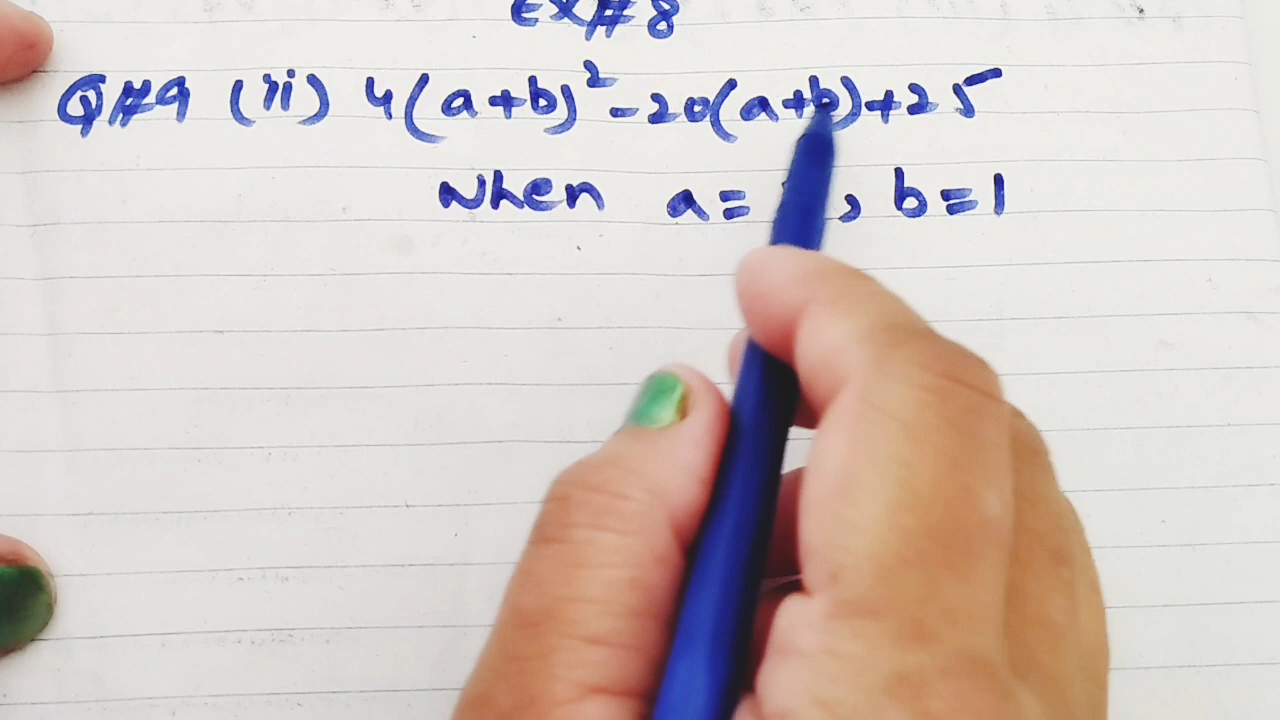 Ex#8
Q#9 (ii) 4(a+b)²-20(a+b)+25
When a= , b=1